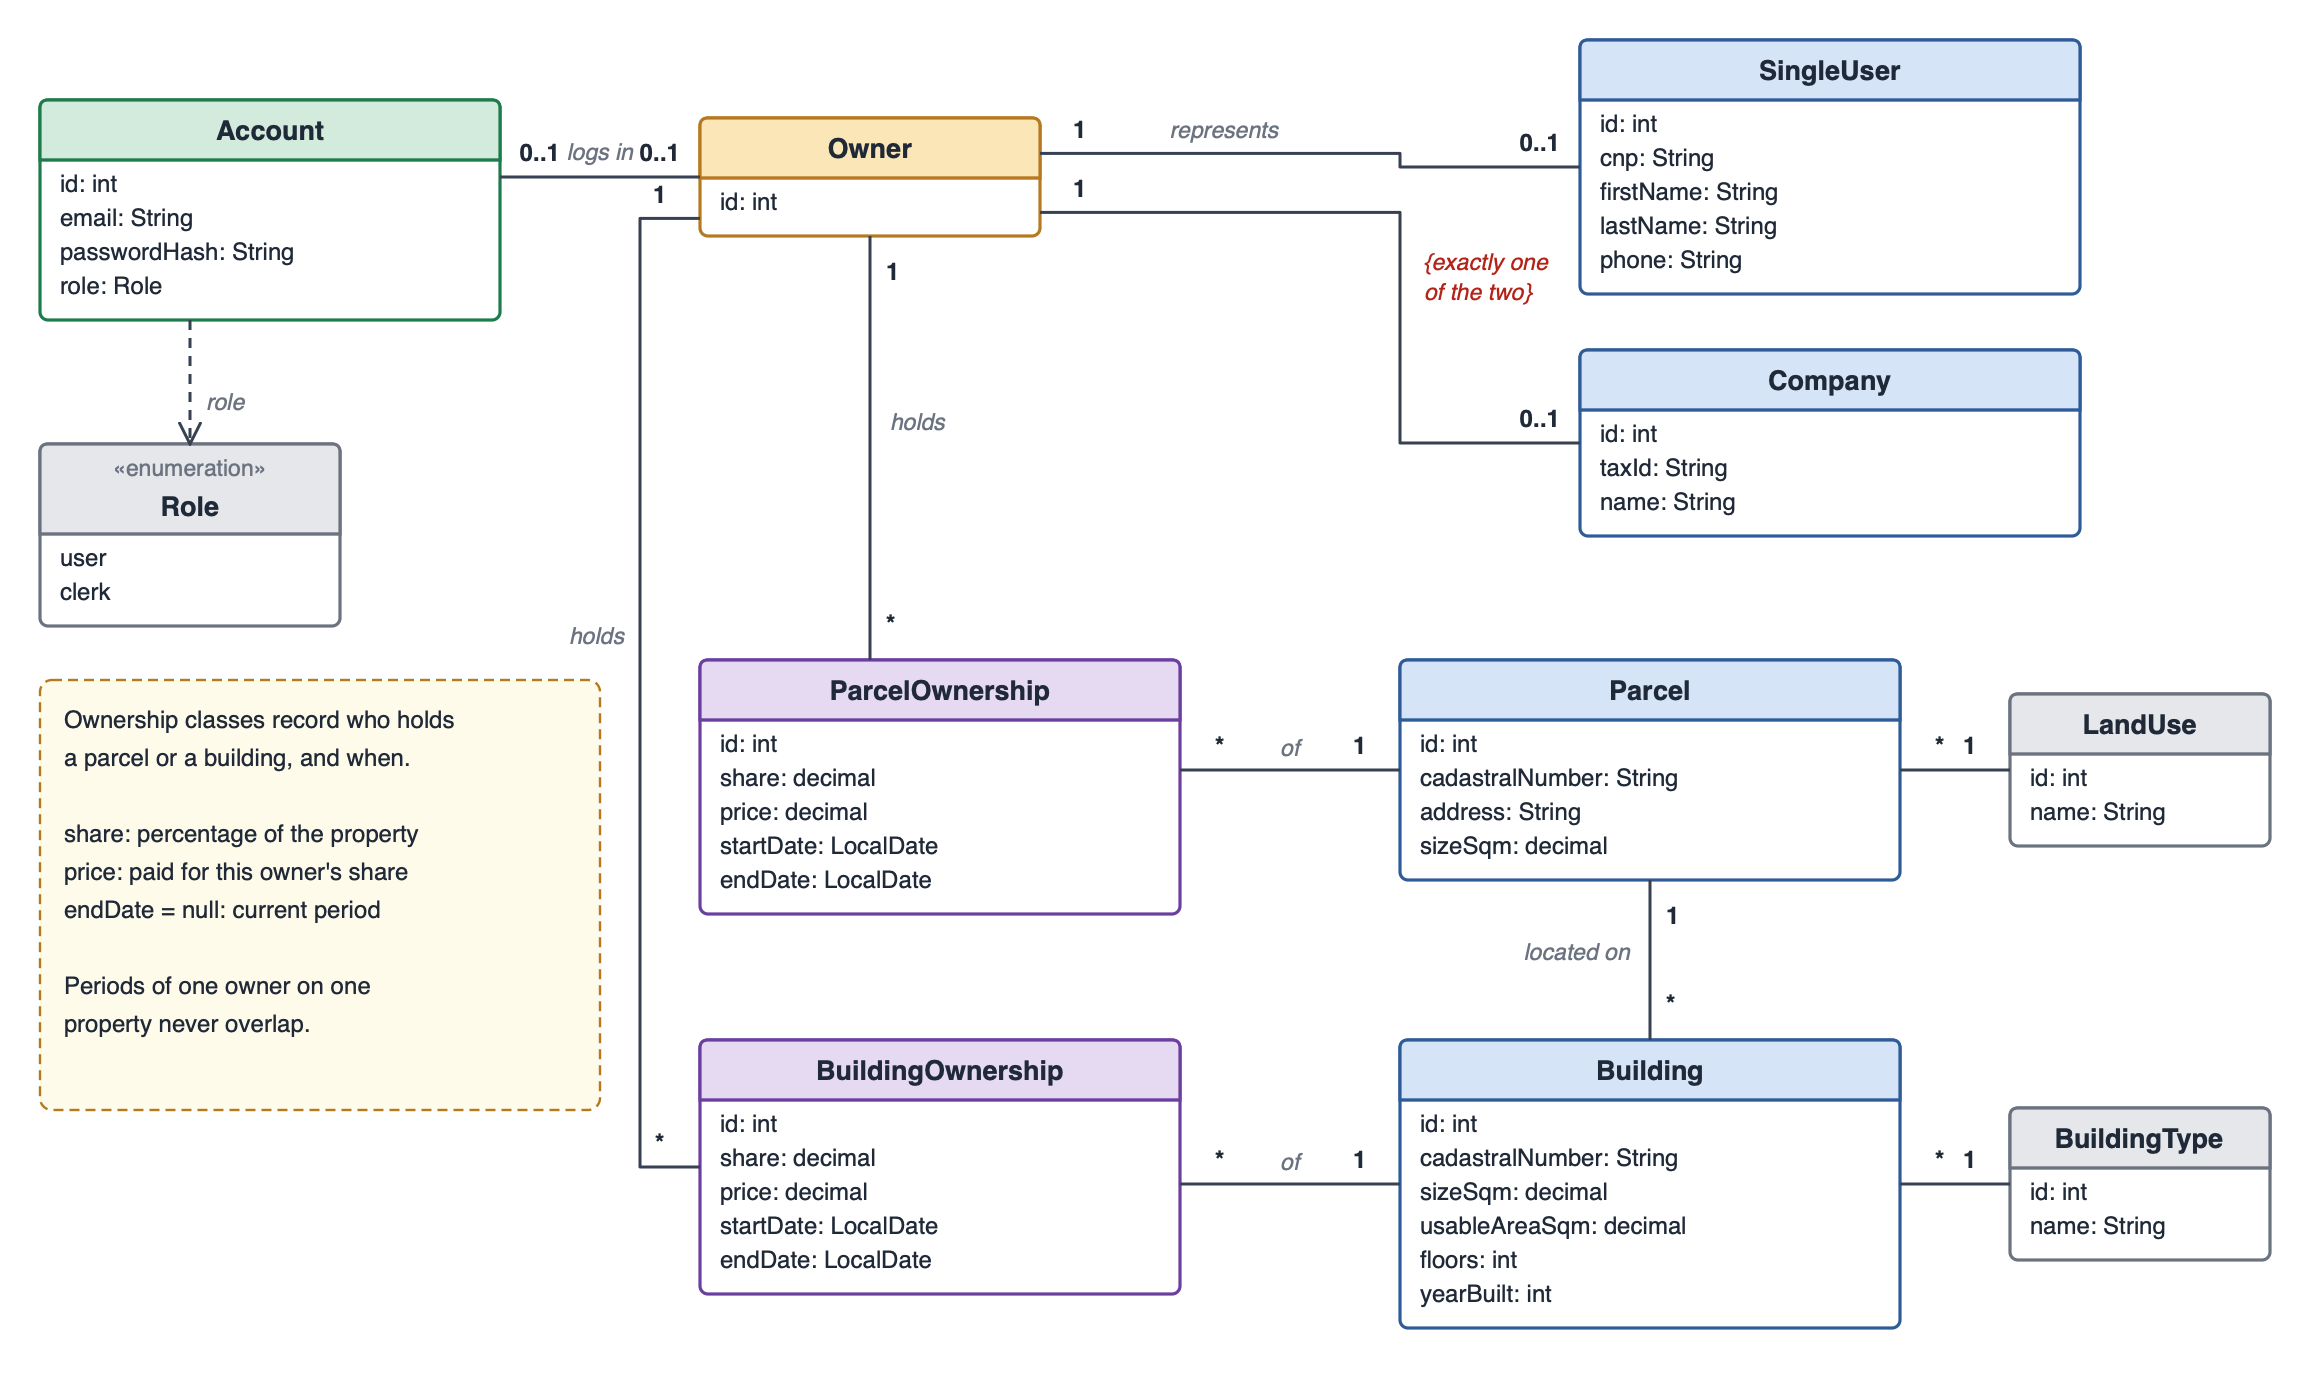 Account
id: int
email: String
passwordHash: String
role: Role
0..1 logs in 0..1
Owner
id: int
1 represents 0..1
SingleUser
id: int
cnp: String
firstName: String
lastName: String
phone: String
1
{exactly one
of the two}
0..1
Company
id: int
taxId: String
name: String
role
«enumeration»
Role
user
clerk
1
holds
*
1
holds
*
Ownership classes record who holds
a parcel or a building, and when.
share: percentage of the property
price: paid for this owner's share
endDate = null: current period
Periods of one owner on one
property never overlap.
ParcelOwnership
id: int
share: decimal
price: decimal
startDate: LocalDate
endDate: LocalDate
* of 1
Parcel
id: int
cadastralNumber: String
address: String
sizeSqm: decimal
* 1
LandUse
id: int
name: String
1
located on
*
BuildingOwnership
id: int
share: decimal
price: decimal
startDate: LocalDate
endDate: LocalDate
* of 1
Building
id: int
cadastralNumber: String
sizeSqm: decimal
usableAreaSqm: decimal
floors: int
yearBuilt: int
* 1
BuildingType
id: int
name: String